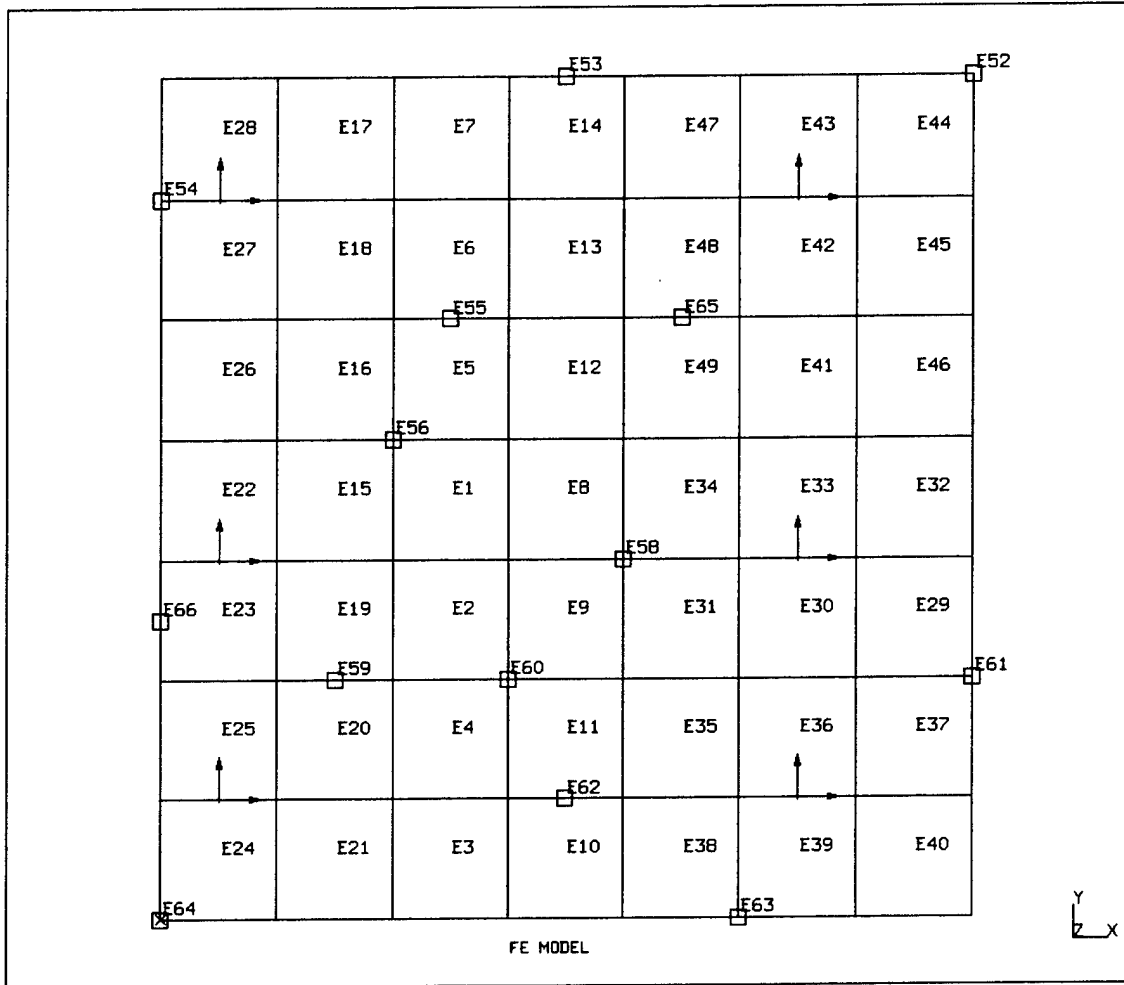 E53 E52
E28 E17 E7 E14 E47 E43 E44
E54
E27 E18 E6 E13 E48 E42 E45
E55 E65
E26 E16 E5 E12 E49 E41 E46
E56
E22 E15 E1 E8 E34 E33 E32
E58
E66 E23 E19 E2 E9 E31 E30 E29
E59 E60 E61
E25 E20 E4 E11 E35 E36 E37
E62
E24 E21 E3 E10 E38 E39 E40
E64 E63
Y
FE MODEL
Z X